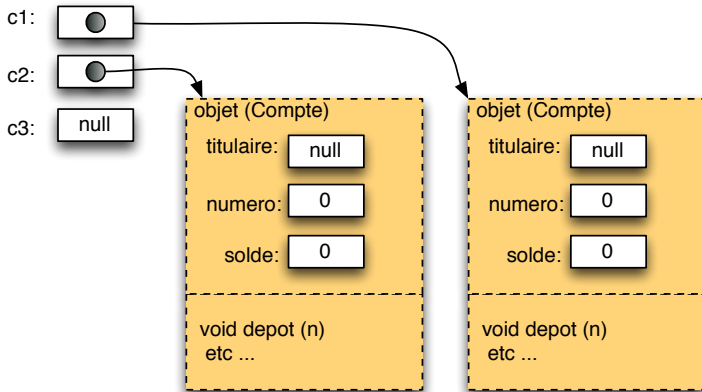 c1:
c2:
c3: null
objet (Compte)
titulaire: null
numero: 0
solde: 0
void depot (n)
etc ...
objet (Compte)
titulaire: null
numero: 0
solde: 0
void depot (n)
etc ...